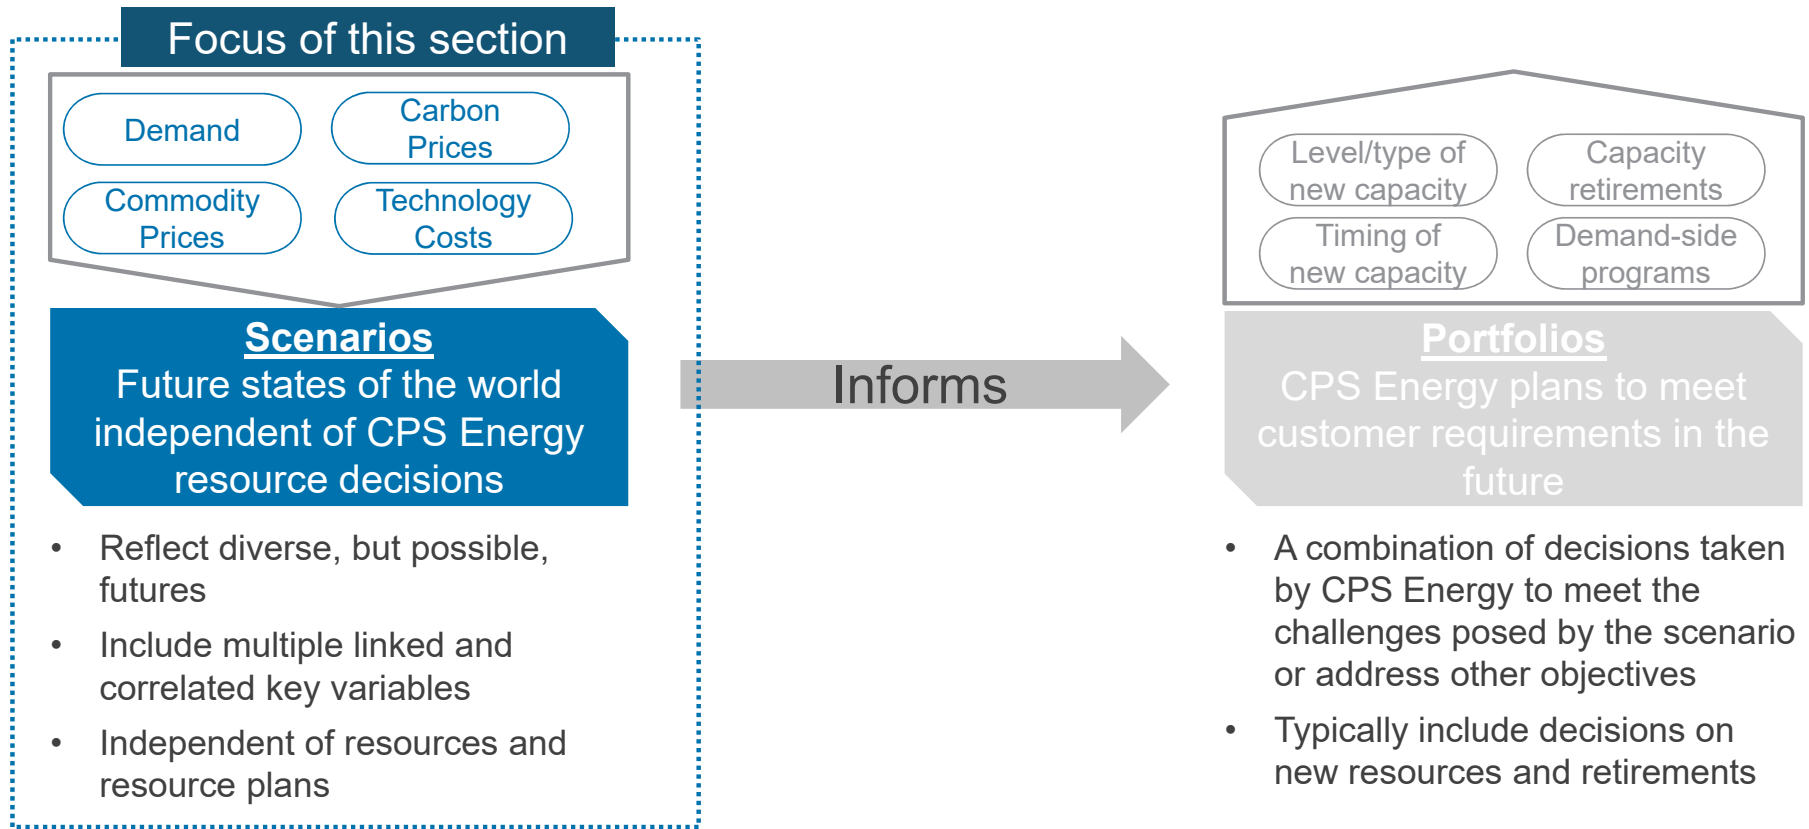 Focus of this section
Demand
Carbon
Prices
Commodity
Prices
Technology
Costs
Scenarios
Future states of the world
independent of CPS Energy
resource decisions
• Reflect diverse, but possible,
futures
• Include multiple linked and
correlated key variables
• Independent of resources and
resource plans
Informs
Level/type of
new capacity
Capacity
retirements
Timing of
new capacity
Demand-side
programs
Portfolios
CPS Energy plans to meet
customer requirements in the
future
• A combination of decisions taken
by CPS Energy to meet the
challenges posed by the scenario
or address other objectives
• Typically include decisions on
new resources and retirements